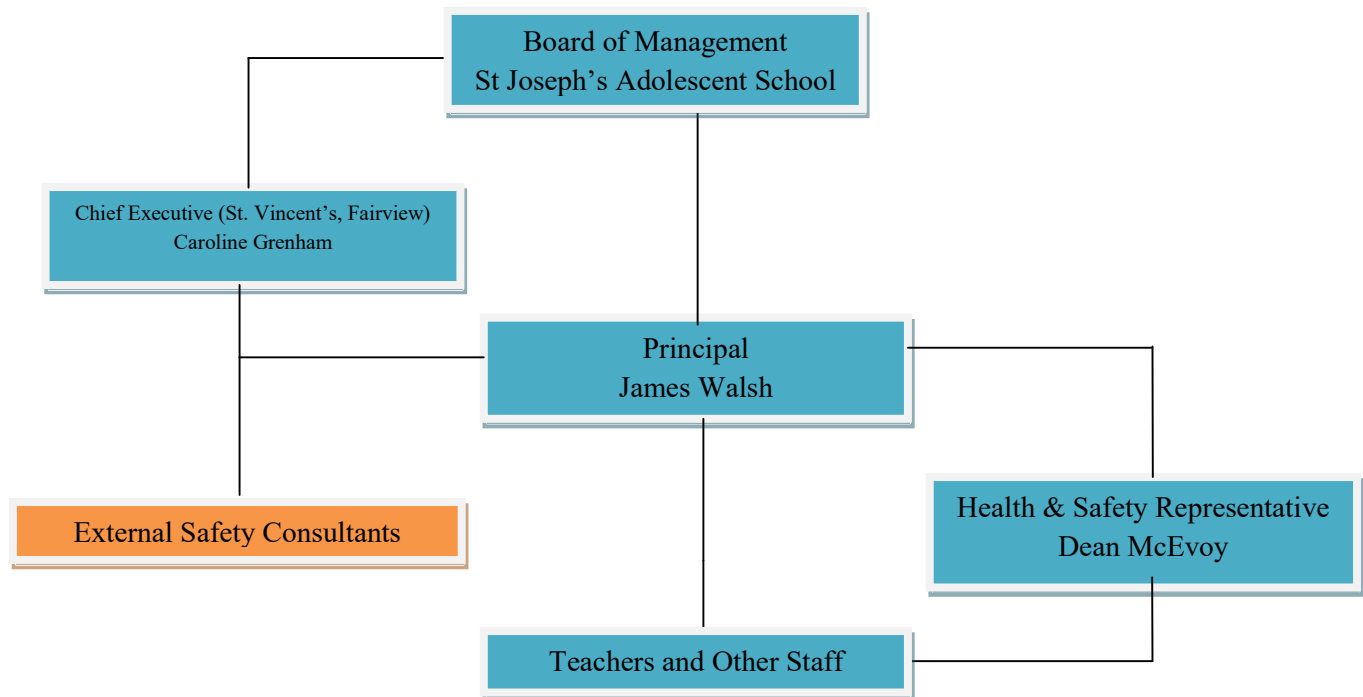 Board of Management
St Joseph’s Adolescent School
Chief Executive (St. Vincent’s, Fairview)
Caroline Grenham
Principal
James Walsh
External Safety Consultants
Health & Safety Representative
Dean McEvoy
Teachers and Other Staff